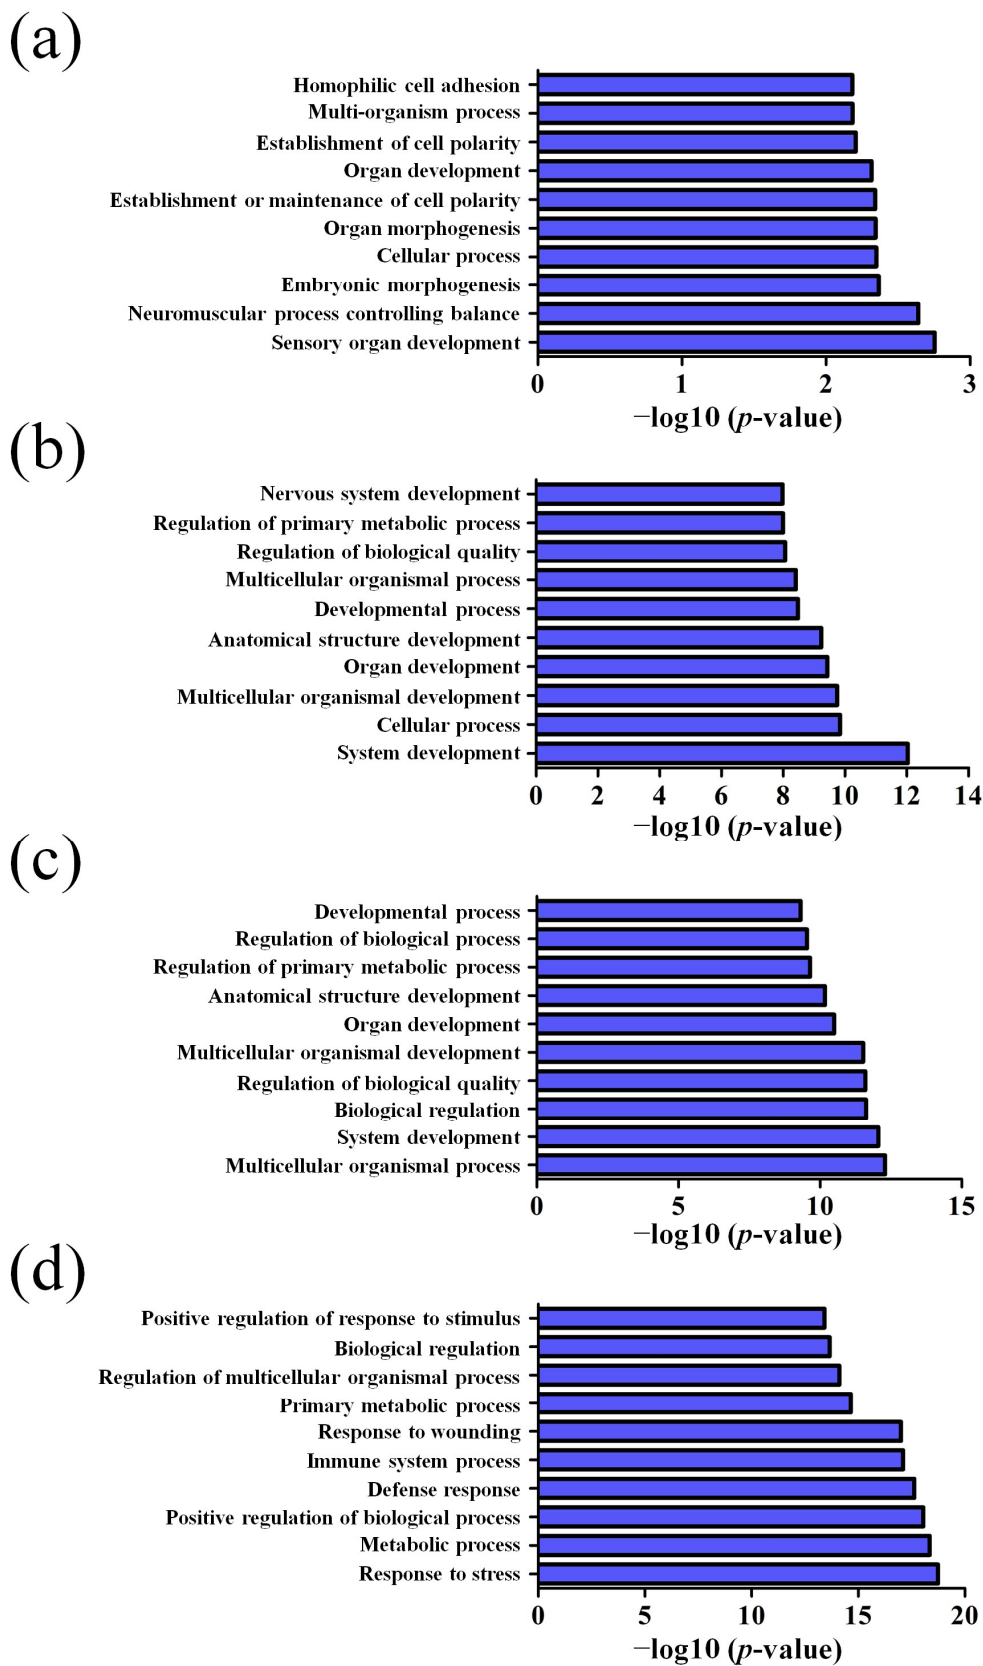 (a)
Homophilic cell adhesion
Multi-organism process
Establishment of cell polarity
Organ development
Establishment or maintenance of cell polarity
Organ morphogenesis
Cellular process
Embryonic morphogenesis
Neuromuscular process controlling balance
Sensory organ development
0 1 2 3
−log10 (p-value)
(b)
Nervous system development
Regulation of primary metabolic process
Regulation of biological quality
Multicellular organismal process
Developmental process
Anatomical structure development
Organ development
Multicellular organismal development
Cellular process
System development
0 2 4 6 8 10 12 14
−log10 (p-value)
(c)
Developmental process
Regulation of biological process
Regulation of primary metabolic process
Anatomical structure development
Organ development
Multicellular organismal development
Regulation of biological quality
Biological regulation
System development
Multicellular organismal process
0 5 10 15
−log10 (p-value)
(d)
Positive regulation of response to stimulus
Biological regulation
Regulation of multicellular organismal process
Primary metabolic process
Response to wounding
Immune system process
Defense response
Positive regulation of biological process
Metabolic process
Response to stress
0 5 10 15 20
−log10 (p-value)